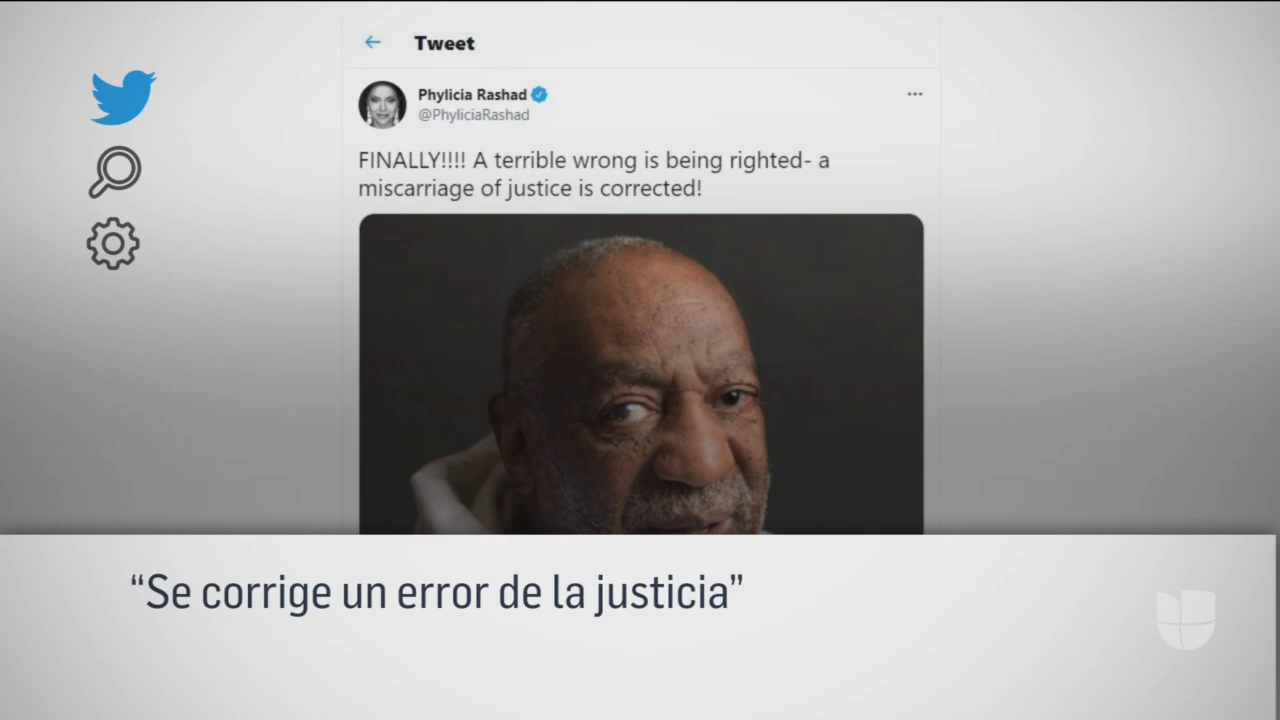 Tweet
Phylicia Rashad
@PhyliciaRashad
FINALLY!!!! A terrible wrong is being righted- a
miscarriage of justice is corrected!
“Se corrige un error de la justicia”